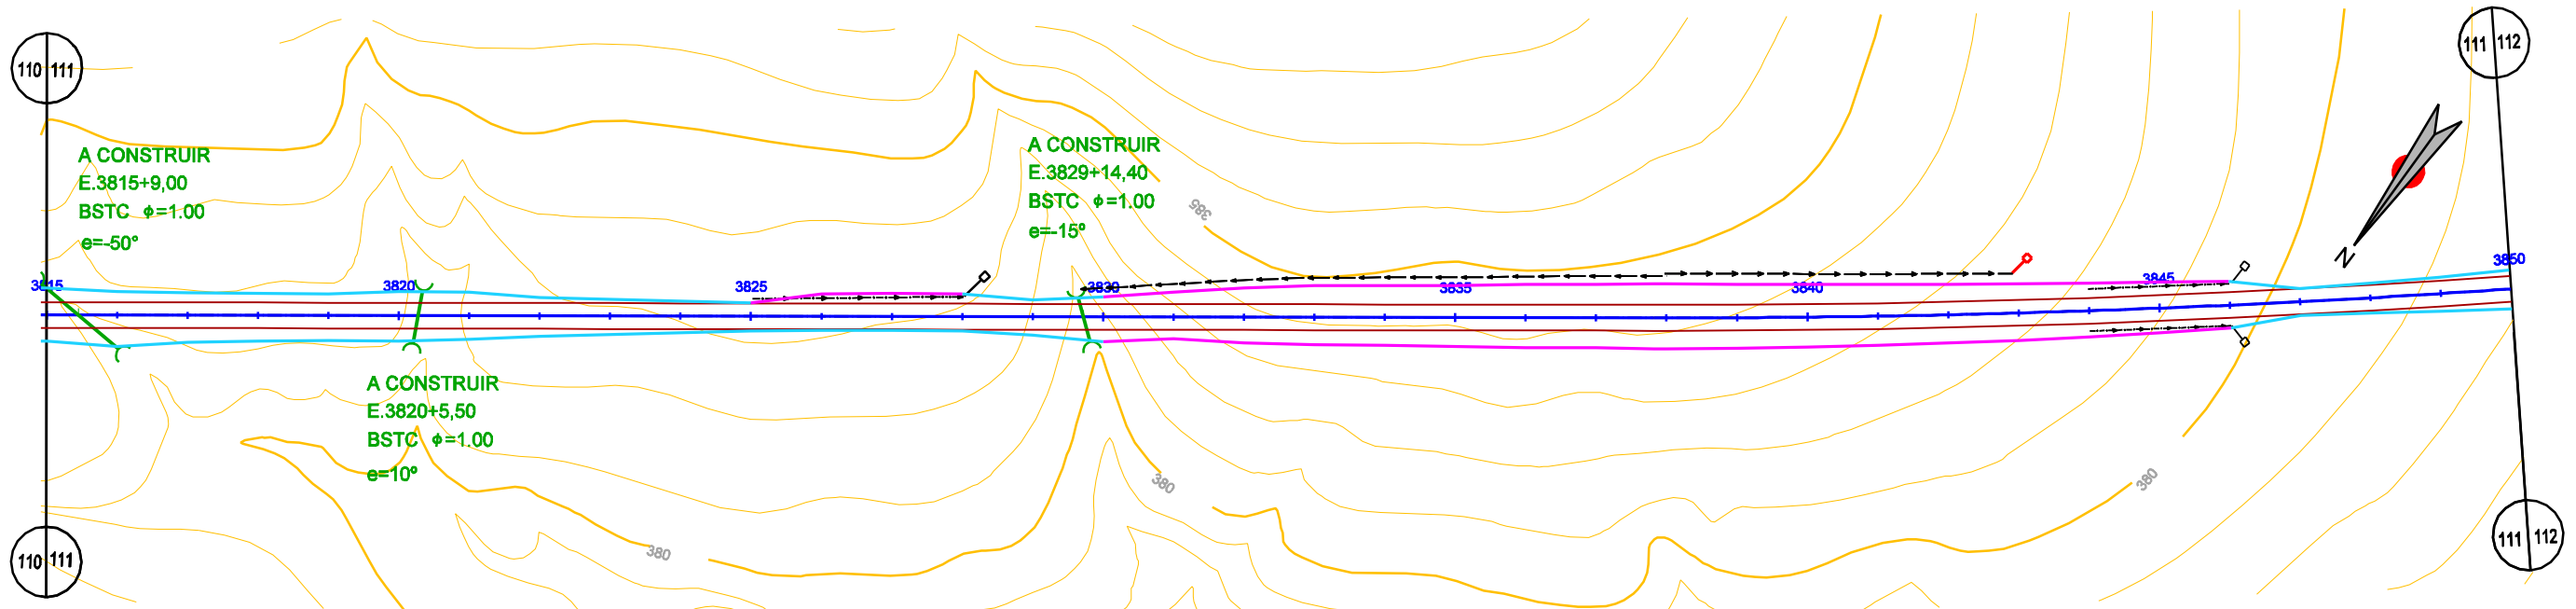 110 111
111 112
A CONSTRUIR
E.3815+9,00
BSTC ϕ=1.00
e=-50°
A CONSTRUIR
E.3829+14,40
BSTC ϕ=1.00
e=-15°
385
N
3815
3820
3825
3830
3835
3840
3845
3850
A CONSTRUIR
E.3820+5,50
BSTC ϕ=1.00
e=10°
380
380
380
110 111
111 112